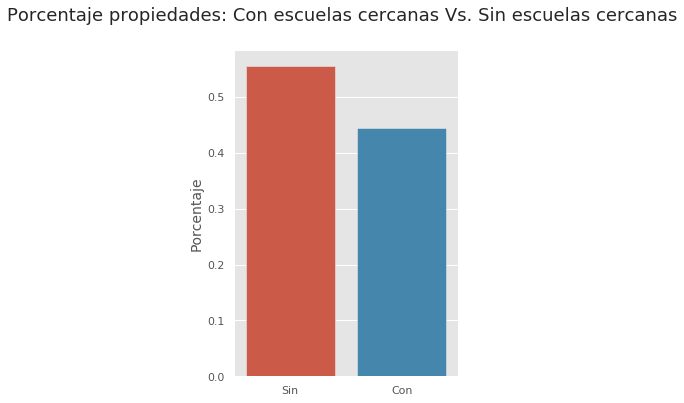 Porcentaje propiedades: Con escuelas cercanas Vs. Sin escuelas cercanas
Porcentaje
0.5
0.4
0.3
0.2
0.1
0.0
Sin
Con